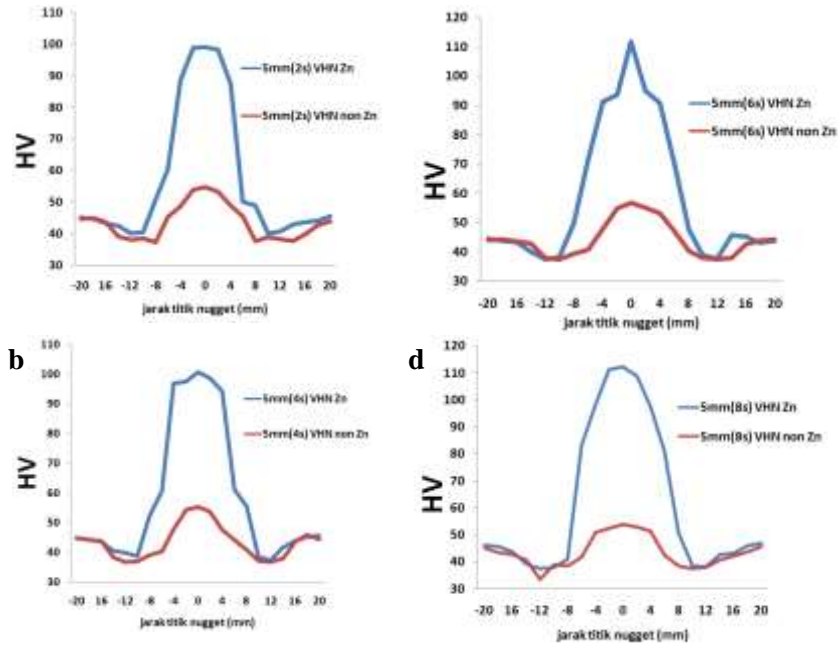 110
100
90
80
70
60
50
40
30
HV
5mm(2s) VHN Zn
5mm(2s) VHN non Zn
-20 16 -12 -8 -4 0 4 8 12 16 20
jarak titik nugget (mm)
120
110
100
90
80
70
60
50
40
30
HV
5mm(6s) VHN Zn
5mm(6s) VHN non Zn
-20 16 -12 -8 -4 0 4 8 12 16 20
jarak titik nugget (mm)
b
110
100
90
80
70
60
50
40
30
HV
5mm(4s) VHN Zn
5mm(4s) VHN non Zn
-20 16 -12 -8 -4 0 4 8 12 16 20
jarak titik nugget (mm)
d
120
110
100
90
80
70
60
50
40
30
HV
5mm(8s) VHN Zn
5mm(8s) VHN non Zn
-20 16 -12 -8 -4 0 4 8 12 16 20
jarak titik nugget (mm)